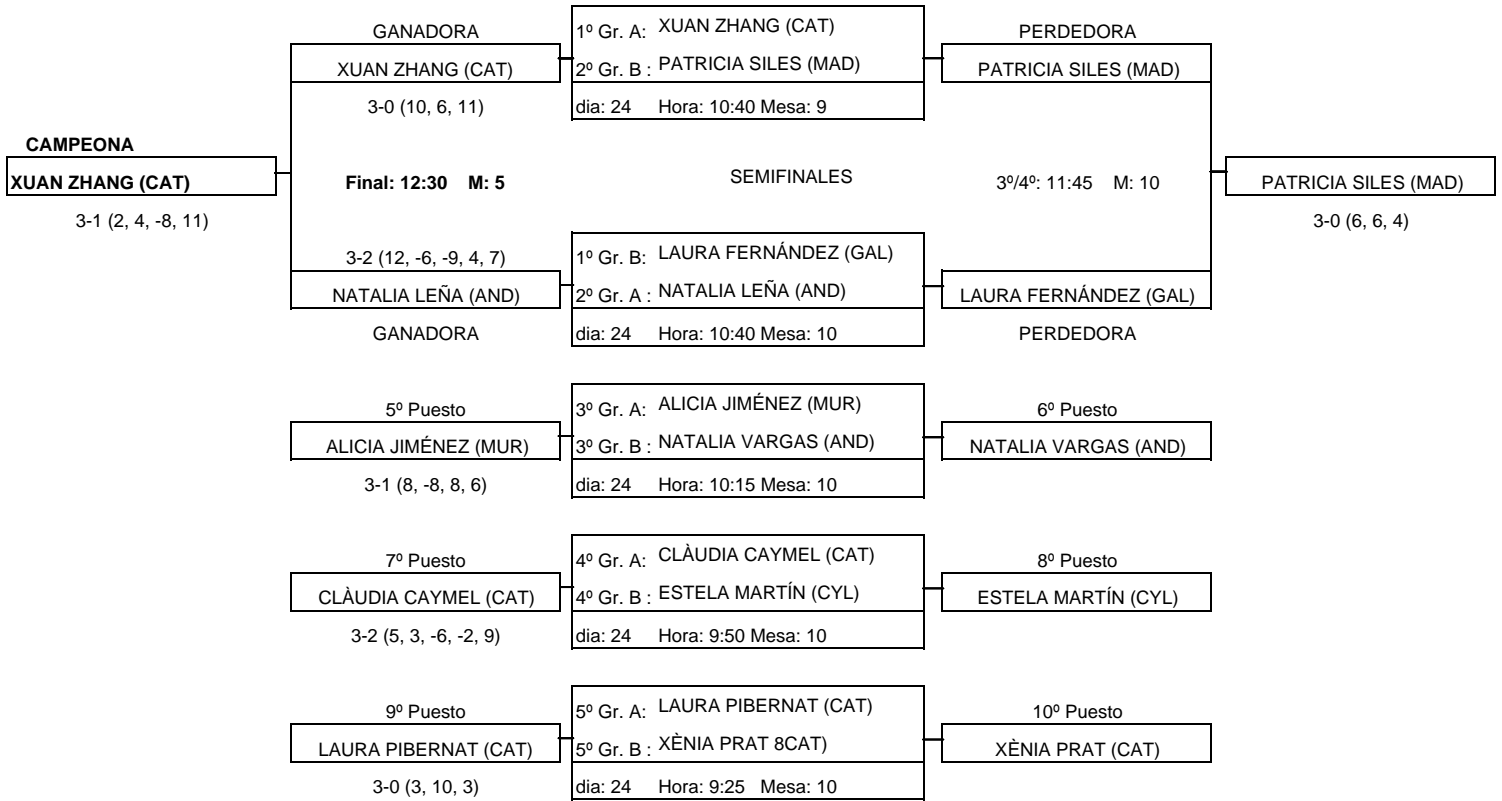 GANADORA
1º Gr. A: XUAN ZHANG (CAT)
PERDEDORA
XUAN ZHANG (CAT)
2º Gr. B : PATRICIA SILES (MAD)
PATRICIA SILES (MAD)
3-0 (10, 6, 11)
dia: 24 Hora: 10:40 Mesa: 9
CAMPEONA
XUAN ZHANG (CAT)
Final: 12:30 M: 5
SEMIFINALES
3º/4º: 11:45 M: 10
PATRICIA SILES (MAD)
3-1 (2, 4, -8, 11)
3-0 (6, 6, 4)
3-2 (12, -6, -9, 4, 7)
1º Gr. B: LAURA FERNÁNDEZ (GAL)
NATALIA LEÑA (AND)
2º Gr. A : NATALIA LEÑA (AND)
LAURA FERNÁNDEZ (GAL)
GANADORA
dia: 24 Hora: 10:40 Mesa: 10
PERDEDORA
5º Puesto
3º Gr. A: ALICIA JIMÉNEZ (MUR)
6º Puesto
ALICIA JIMÉNEZ (MUR)
3º Gr. B : NATALIA VARGAS (AND)
NATALIA VARGAS (AND)
3-1 (8, -8, 8, 6)
dia: 24 Hora: 10:15 Mesa: 10
7º Puesto
4º Gr. A: CLÀUDIA CAYMEL (CAT)
8º Puesto
CLÀUDIA CAYMEL (CAT)
4º Gr. B : ESTELA MARTÍN (CYL)
ESTELA MARTÍN (CYL)
3-2 (5, 3, -6, -2, 9)
dia: 24 Hora: 9:50 Mesa: 10
9º Puesto
5º Gr. A: LAURA PIBERNAT (CAT)
10º Puesto
LAURA PIBERNAT (CAT)
5º Gr. B : XÈNIA PRAT 8CAT)
XÈNIA PRAT (CAT)
3-0 (3, 10, 3)
dia: 24 Hora: 9:25 Mesa: 10